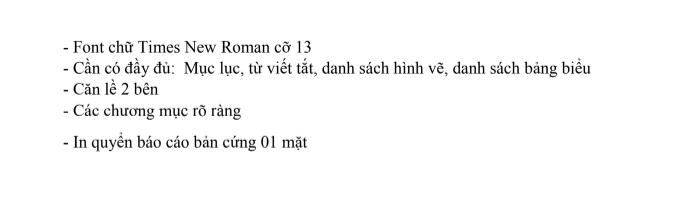 - Font chữ Times New Roman cỡ 13
- Cần có đầy đủ:  Mục lục, từ viết tắt, danh sách hình vẽ, danh sách bảng biểu
- Căn lề 2 bên
- Các chương mục rõ ràng
- In quyển báo cáo bản cứng 01 mặt